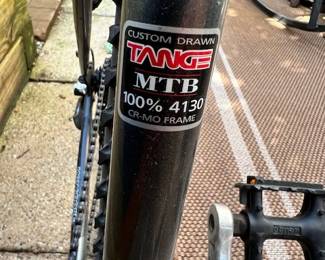 CUSTOM DRAWN
TANGE
MTB
100% 4130
CR-MO FRAME